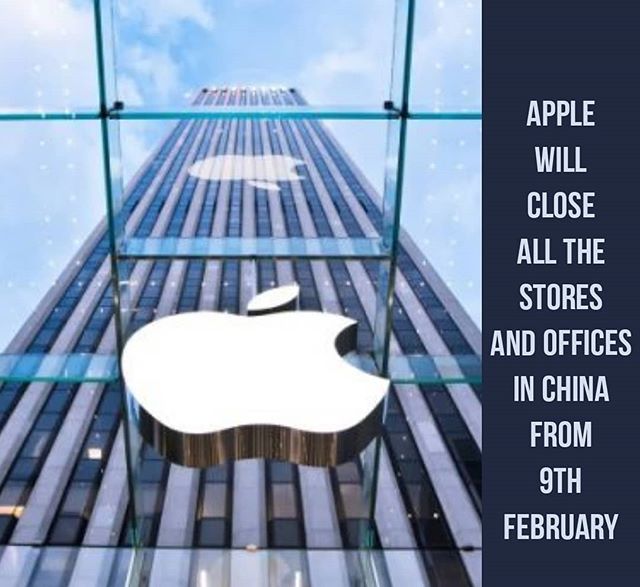 APPLE
WILL
CLOSE
ALL THE
STORES
AND OFFICES
IN CHINA
FROM
9TH
FEBRUARY